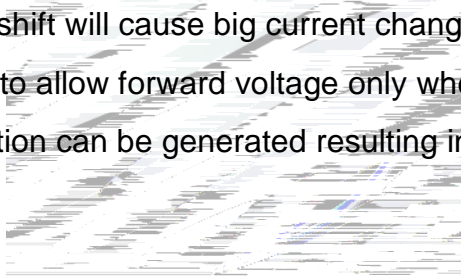 shift will cause big current chang
to allow forward voltage only whe
tion can be generated resulting in